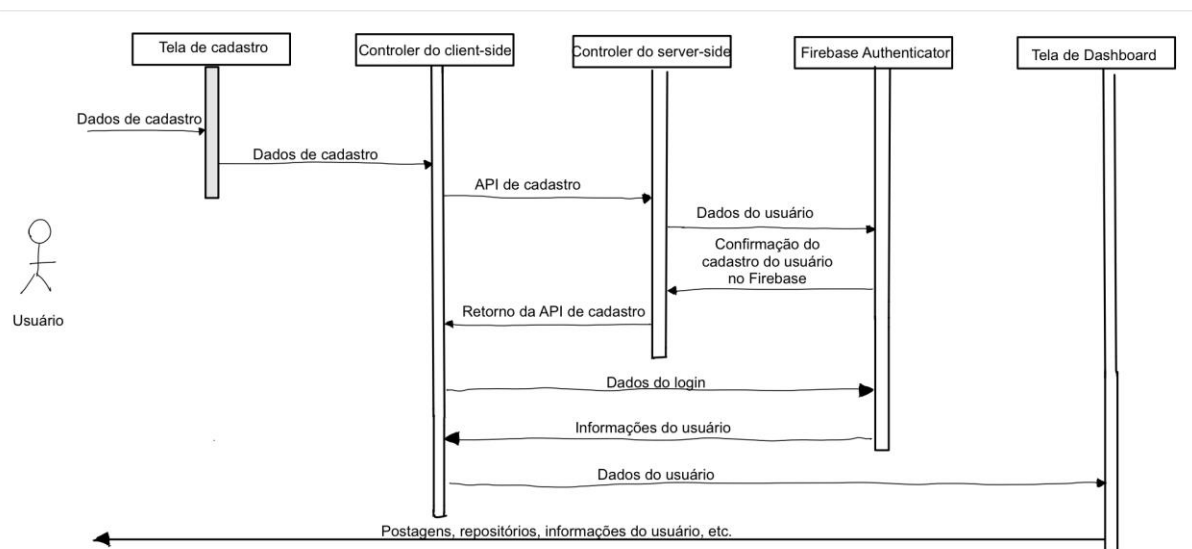 Tela de cadastro
Controler do client-side
Controler do server-side
Firebase Authenticator
Tela de Dashboard
Dados de cadastro
Dados de cadastro
API de cadastro
Dados do usuário
Confirmação do
cadastro do usuário
no Firebase
Retorno da API de cadastro
Usuário
Dados do login
Informações do usuário
Dados do usuário
Postagens, repositórios, informações do usuário, etc.